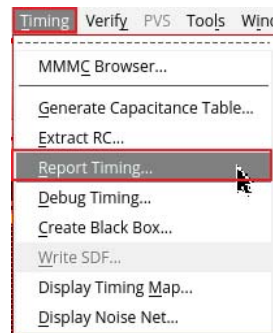 Timing Verify PVS Tools Wind
MMMC Browser...
Generate Capacitance Table...
Extract RC...
Report Timing...
Debug Timing...
Create Black Box...
Write SDF...
Display Timing Map...
Display Noise Net...